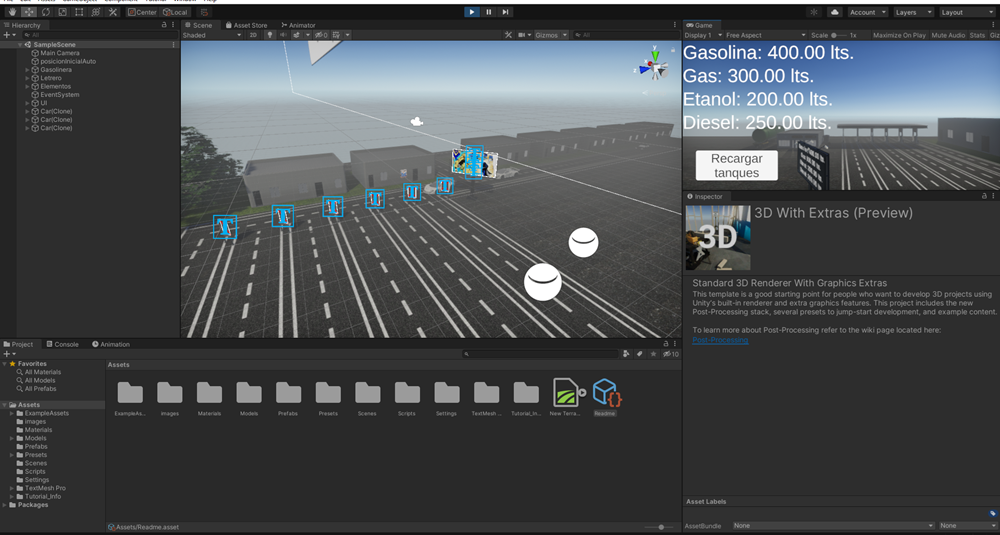 Center
Local
Account
Layers
Layout
Hierarchy
All
SampleScene
Main Camera
posicionInicialAuto
Gasolinera
Letrero
Elementos
EventSystem
UI
Car(Clone)
Car(Clone)
Car(Clone)
Scene
Asset Store
Animator
Shaded
2D
0
Gizmos
All
Game
Display 1
Free Aspect
Scale
1x
Maximize On Play
Mute Audio
Stats
Giz
Gasolina: 400.00 lts.
Gas: 300.00 lts.
Etanol: 200.00 lts.
Diesel: 250.00 lts.
Recargar
tanques
Inspector
3D
3D With Extras (Preview)
Standard 3D Renderer With Graphics Extras
This template is a good starting point for people who want to develop 3D projects using
Unity's built-in renderer and extra graphics features. This project includes the new
Post-Processing stack, several presets to jump-start development, and example content.
To learn more about Post-Processing refer to the wiki page located here:
Post-Processing
Asset Labels
AssetBundle
None
None
Project
Console
Animation
10
Favorites
All Materials
All Models
All Prefabs
Assets
ExampleAssets
images
Materials
Models
Prefabs
Presets
Scenes
Scripts
Settings
TextMesh Pro
Tutorial_Info
Packages
Assets
ExampleAs...
images
Materials
Models
Prefabs
Presets
Scenes
Scripts
Settings
TextMesh ...
Tutorial_In...
New Terra...
Readme
Assets/Readme.asset